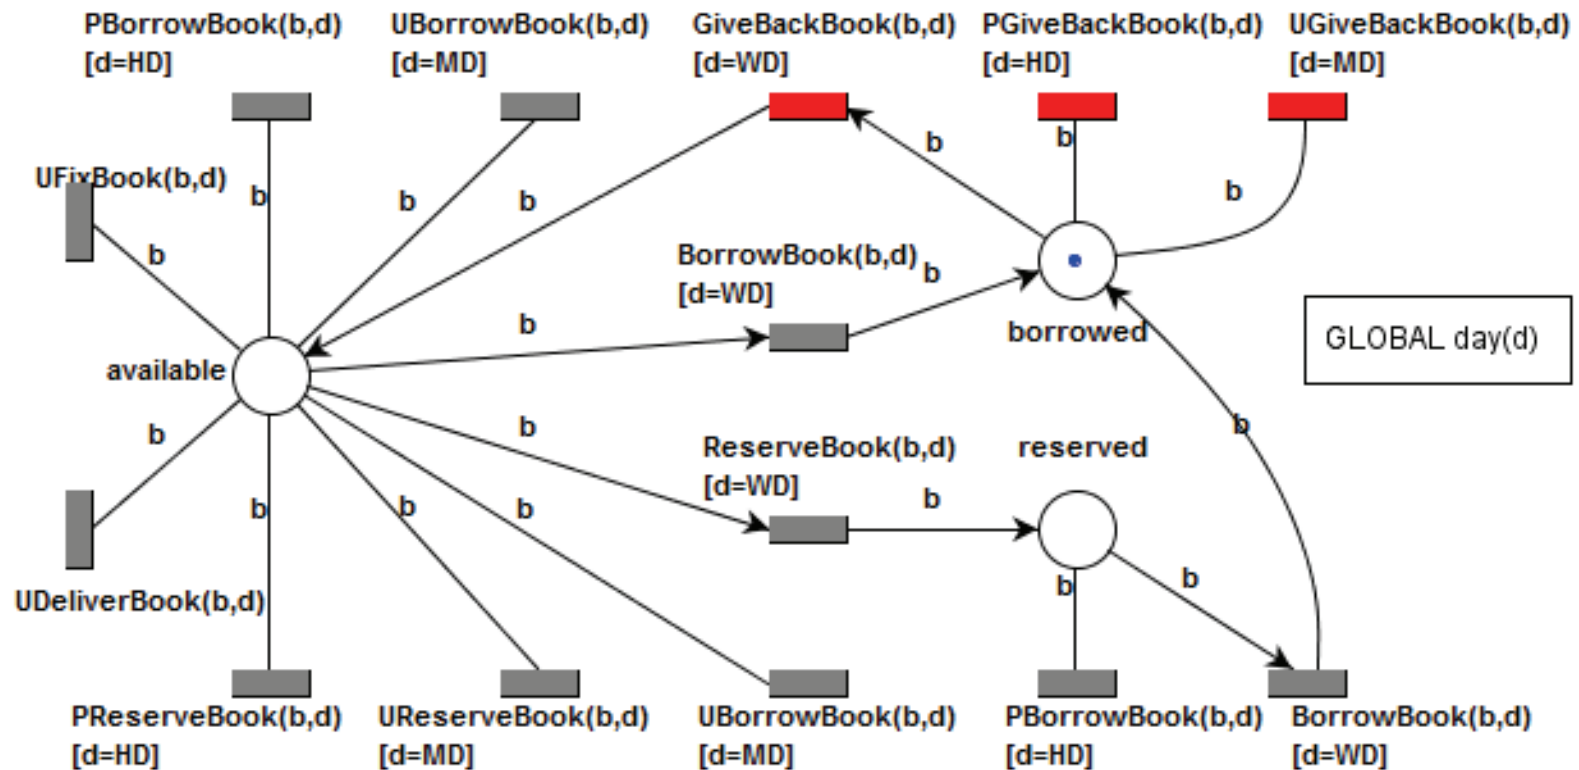 PBorrowBook(b,d)
[d=HD]
UBorrowBook(b,d)
[d=MD]
GiveBackBook(b,d)
[d=WD]
PGiveBackBook(b,d)
[d=HD]
UGiveBackBook(b,d)
[d=MD]
b
b
UFixBook(b,d)
b
b
b
b
b
BorrowBook(b,d)
[d=WD]
b
b
borrowed
GLOBAL day(d)
available
b
b
b
ReserveBook(b,d)
[d=WD]
reserved
b
b
b
b
b
b
UDeliverBook(b,d)
PReserveBook(b,d)
[d=HD]
UReserveBook(b,d)
[d=MD]
UBorrowBook(b,d)
[d=MD]
PBorrowBook(b,d)
[d=HD]
BorrowBook(b,d)
[d=WD]